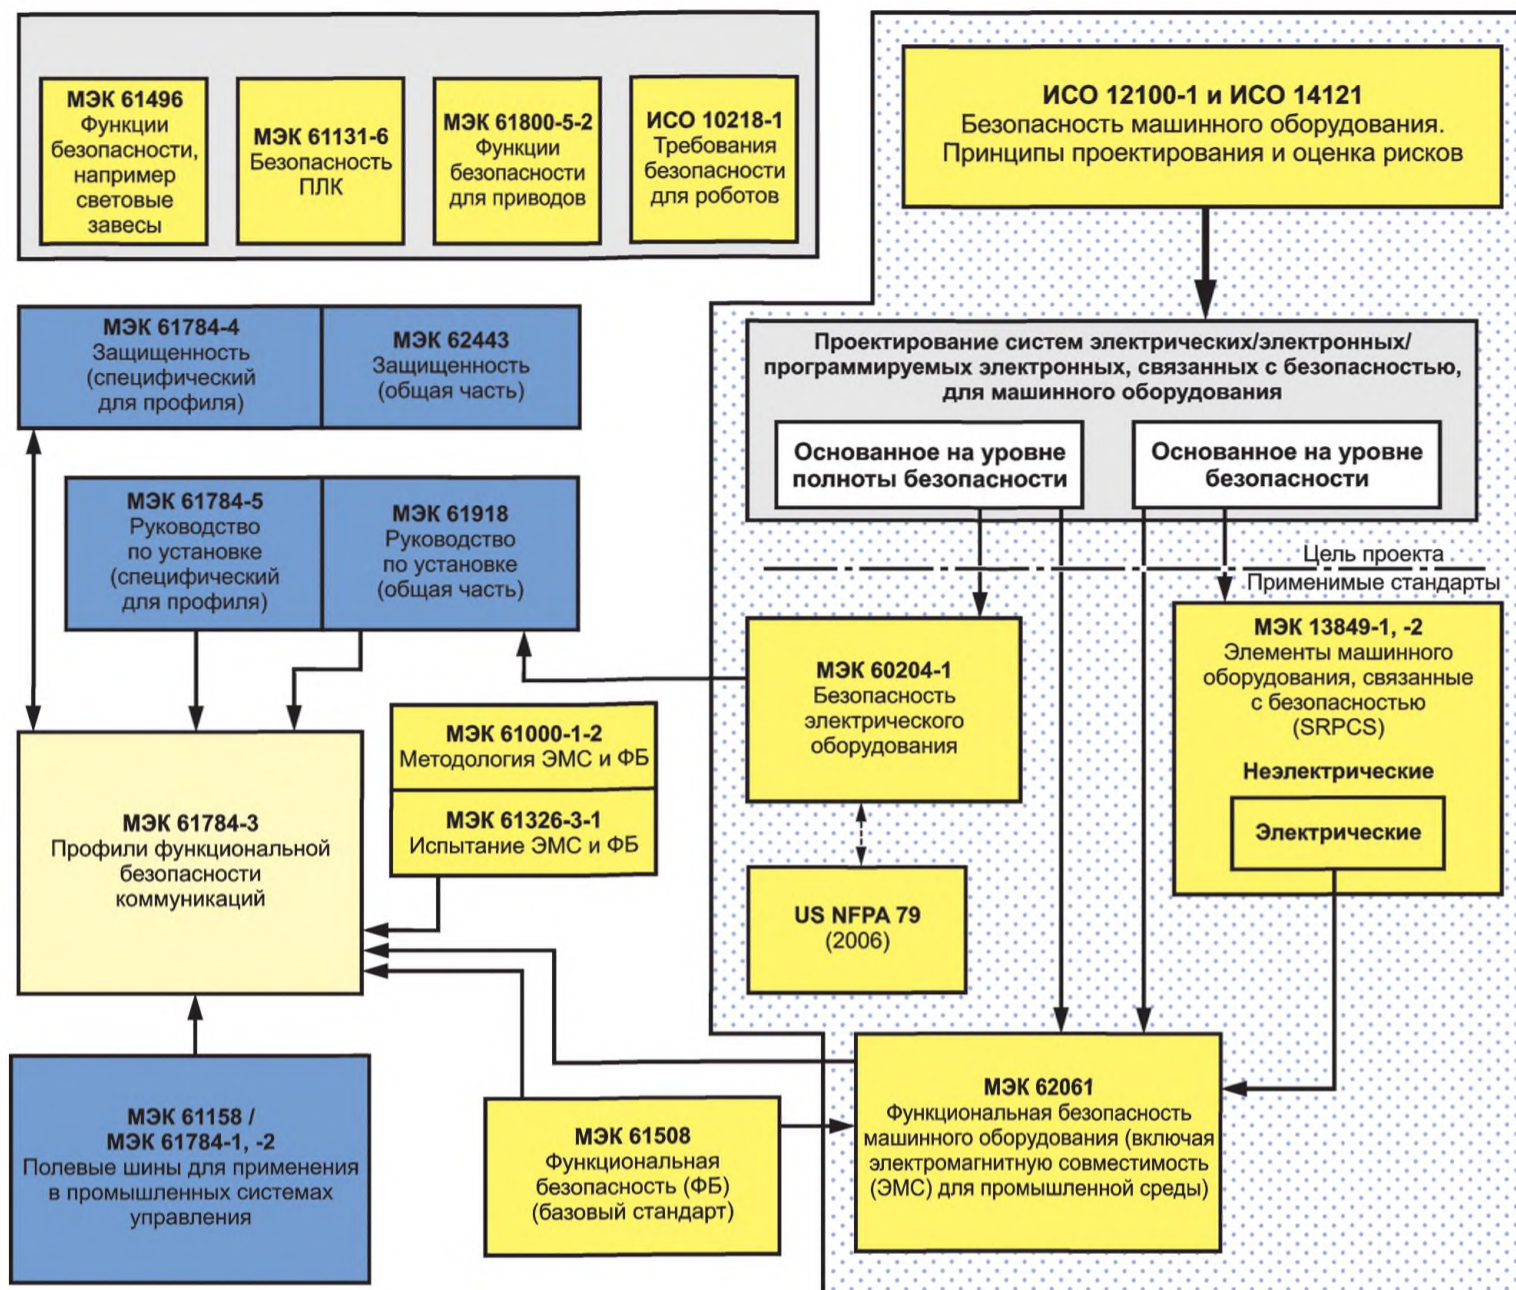 МЭК 61496
Функции
безопасности,
например
световые
завесы
МЭК 61131-6
Безопасность
ПЛК
МЭК 61800-5-2
Функции
безопасности
для приводов
ИСО 10218-1
Требования
безопасности
для роботов
ИСО 12100-1 и ИСО 14121
Безопасность машинного оборудования.
Принципы проектирования и оценка рисков
МЭК 61784-4
Защищенность
(специфический
для профиля)
МЭК 62443
Защищенность
(общая часть)
Проектирование систем электрических/электронных/
программируемых электронных, связанных с безопасностью,
для машинного оборудования
Основанное на уровне
полноты безопасности
Основанное на уровне
безопасности
МЭК 61784-5
Руководство
по установке
(специфический
для профиля)
МЭК 61918
Руководство
по установке
(общая часть)
Цель проекта
Применимые стандарты
МЭК 60204-1
Безопасность
электрического
оборудования
МЭК 13849-1, -2
Элементы машинного
оборудования, связанные
с безопасностью
(SRPCS)
Неэлектрические
Электрические
МЭК 61000-1-2
Методология ЭМС и ФБ
МЭК 61326-3-1
Испытание ЭМС и ФБ
МЭК 61784-3
Профили функциональной
безопасности
коммуникаций
US NFPA 79
(2006)
МЭК 61158 /
МЭК 61784-1, -2
Полевые шины для применения
в промышленных системах
управления
МЭК 61508
Функциональная
безопасность (ФБ)
(базовый стандарт)
МЭК 62061
Функциональная безопасность
машинного оборудования (включая
электромагнитную совместимость
(ЭМС) для промышленной среды)